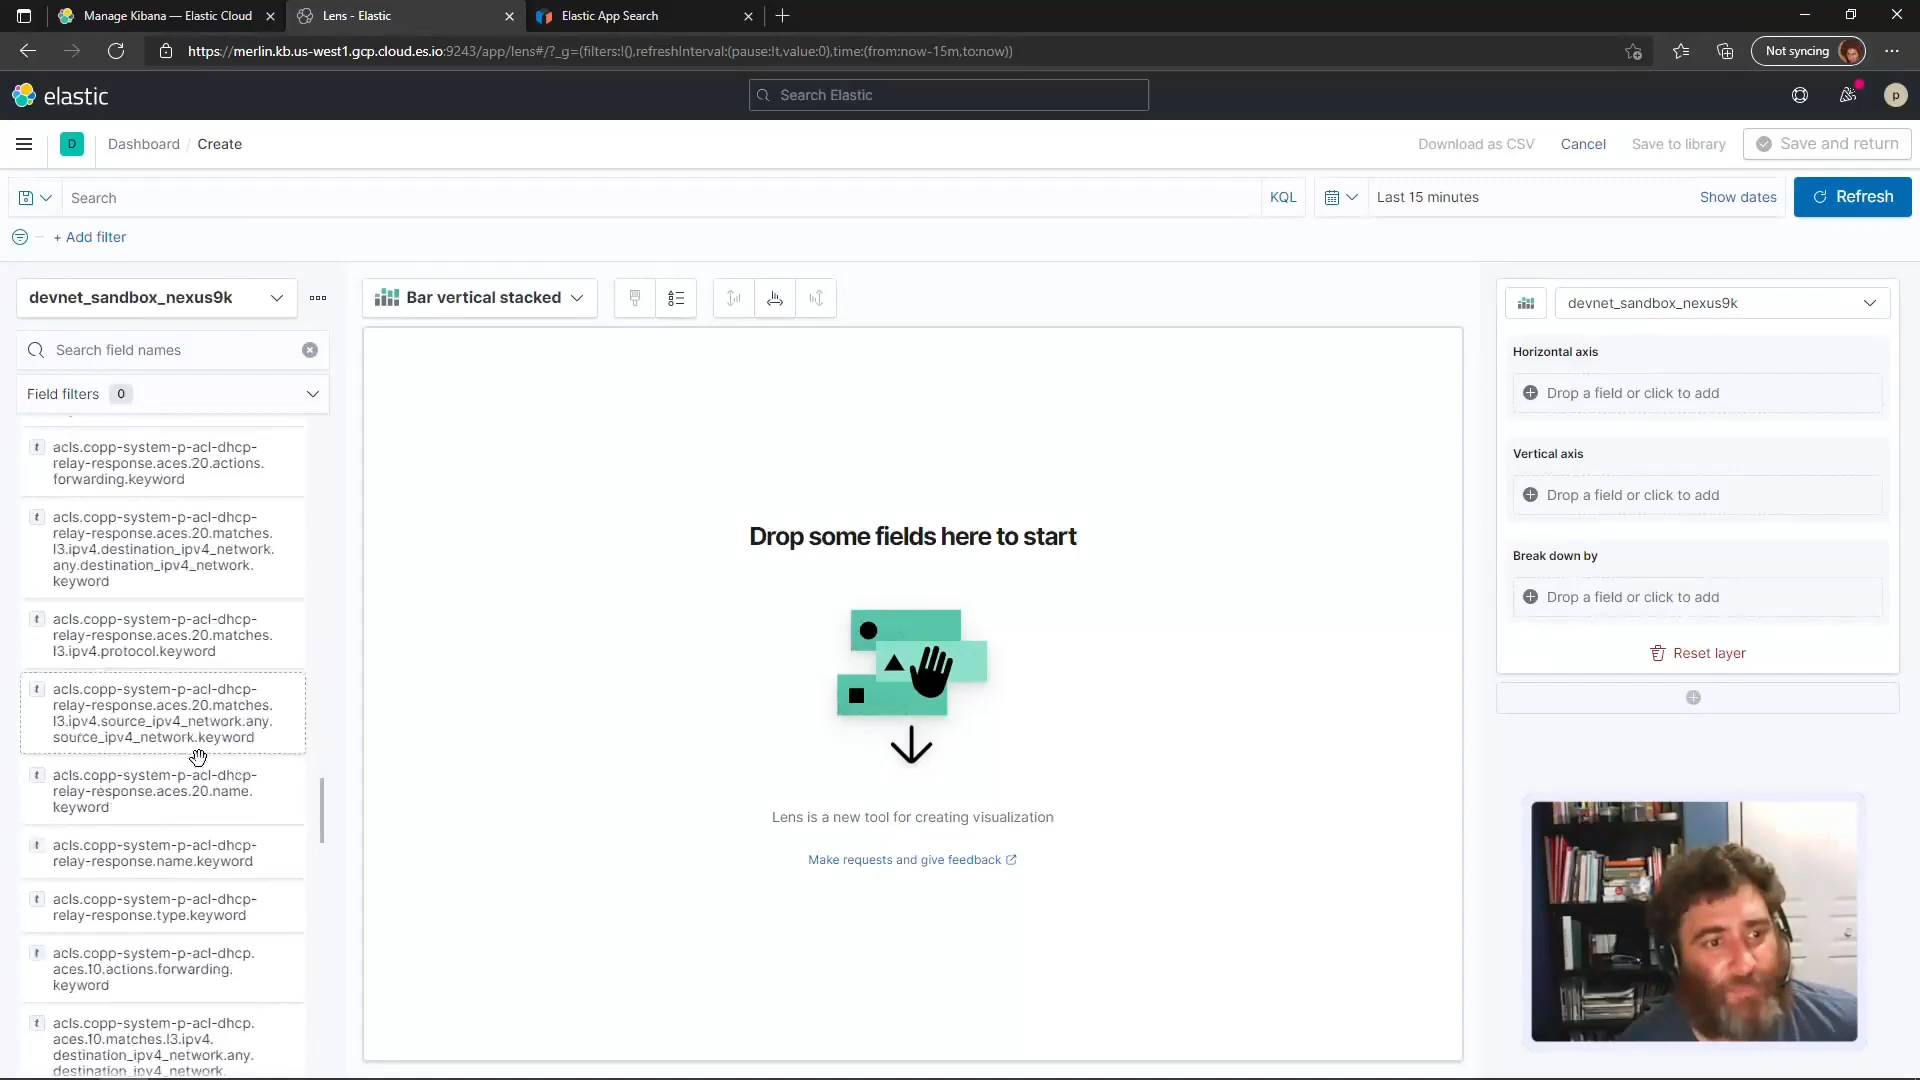 Manage Kibana — Elastic Cloud
Lens - Elastic
Elastic App Search
https://merlin.kb.us-west1.gcp.cloud.es.io:9243/app/lens#/?_g=(filters:!(),refreshInterval:(pause:!t,value:0),time:(from:now-15m,to:now))
Not syncing
elastic
Search Elastic
p
D
Dashboard / Create
Download as CSV
Cancel
Save to library
Save and return
Search
KQL
Last 15 minutes
Show dates
Refresh
+ Add filter
devnet_sandbox_nexus9k
Search field names
Field filters 0
t acls.copp-system-p-acl-dhcp-
relay-response.aces.20.actions.
forwarding.keyword
t acls.copp-system-p-acl-dhcp-
relay-response.aces.20.matches.
l3.ipv4.destination_ipv4_network.
any.destination_ipv4_network.
keyword
t acls.copp-system-p-acl-dhcp-
relay-response.aces.20.matches.
l3.ipv4.protocol.keyword
t acls.copp-system-p-acl-dhcp-
relay-response.aces.20.matches.
l3.ipv4.source_ipv4_network.any.
source_ipv4_network.keyword
t acls.copp-system-p-acl-dhcp-
relay-response.aces.20.name.
keyword
t acls.copp-system-p-acl-dhcp-
relay-response.name.keyword
t acls.copp-system-p-acl-dhcp-
relay-response.type.keyword
t acls.copp-system-p-acl-dhcp.
aces.10.actions.forwarding.
keyword
t acls.copp-system-p-acl-dhcp.
aces.10.matches.l3.ipv4.
destination_ipv4_network.any.
destination_ipv4_network.
Bar vertical stacked
Drop some fields here to start
Lens is a new tool for creating visualization
Make requests and give feedback
devnet_sandbox_nexus9k
Horizontal axis
Drop a field or click to add
Vertical axis
Drop a field or click to add
Break down by
Drop a field or click to add
Reset layer